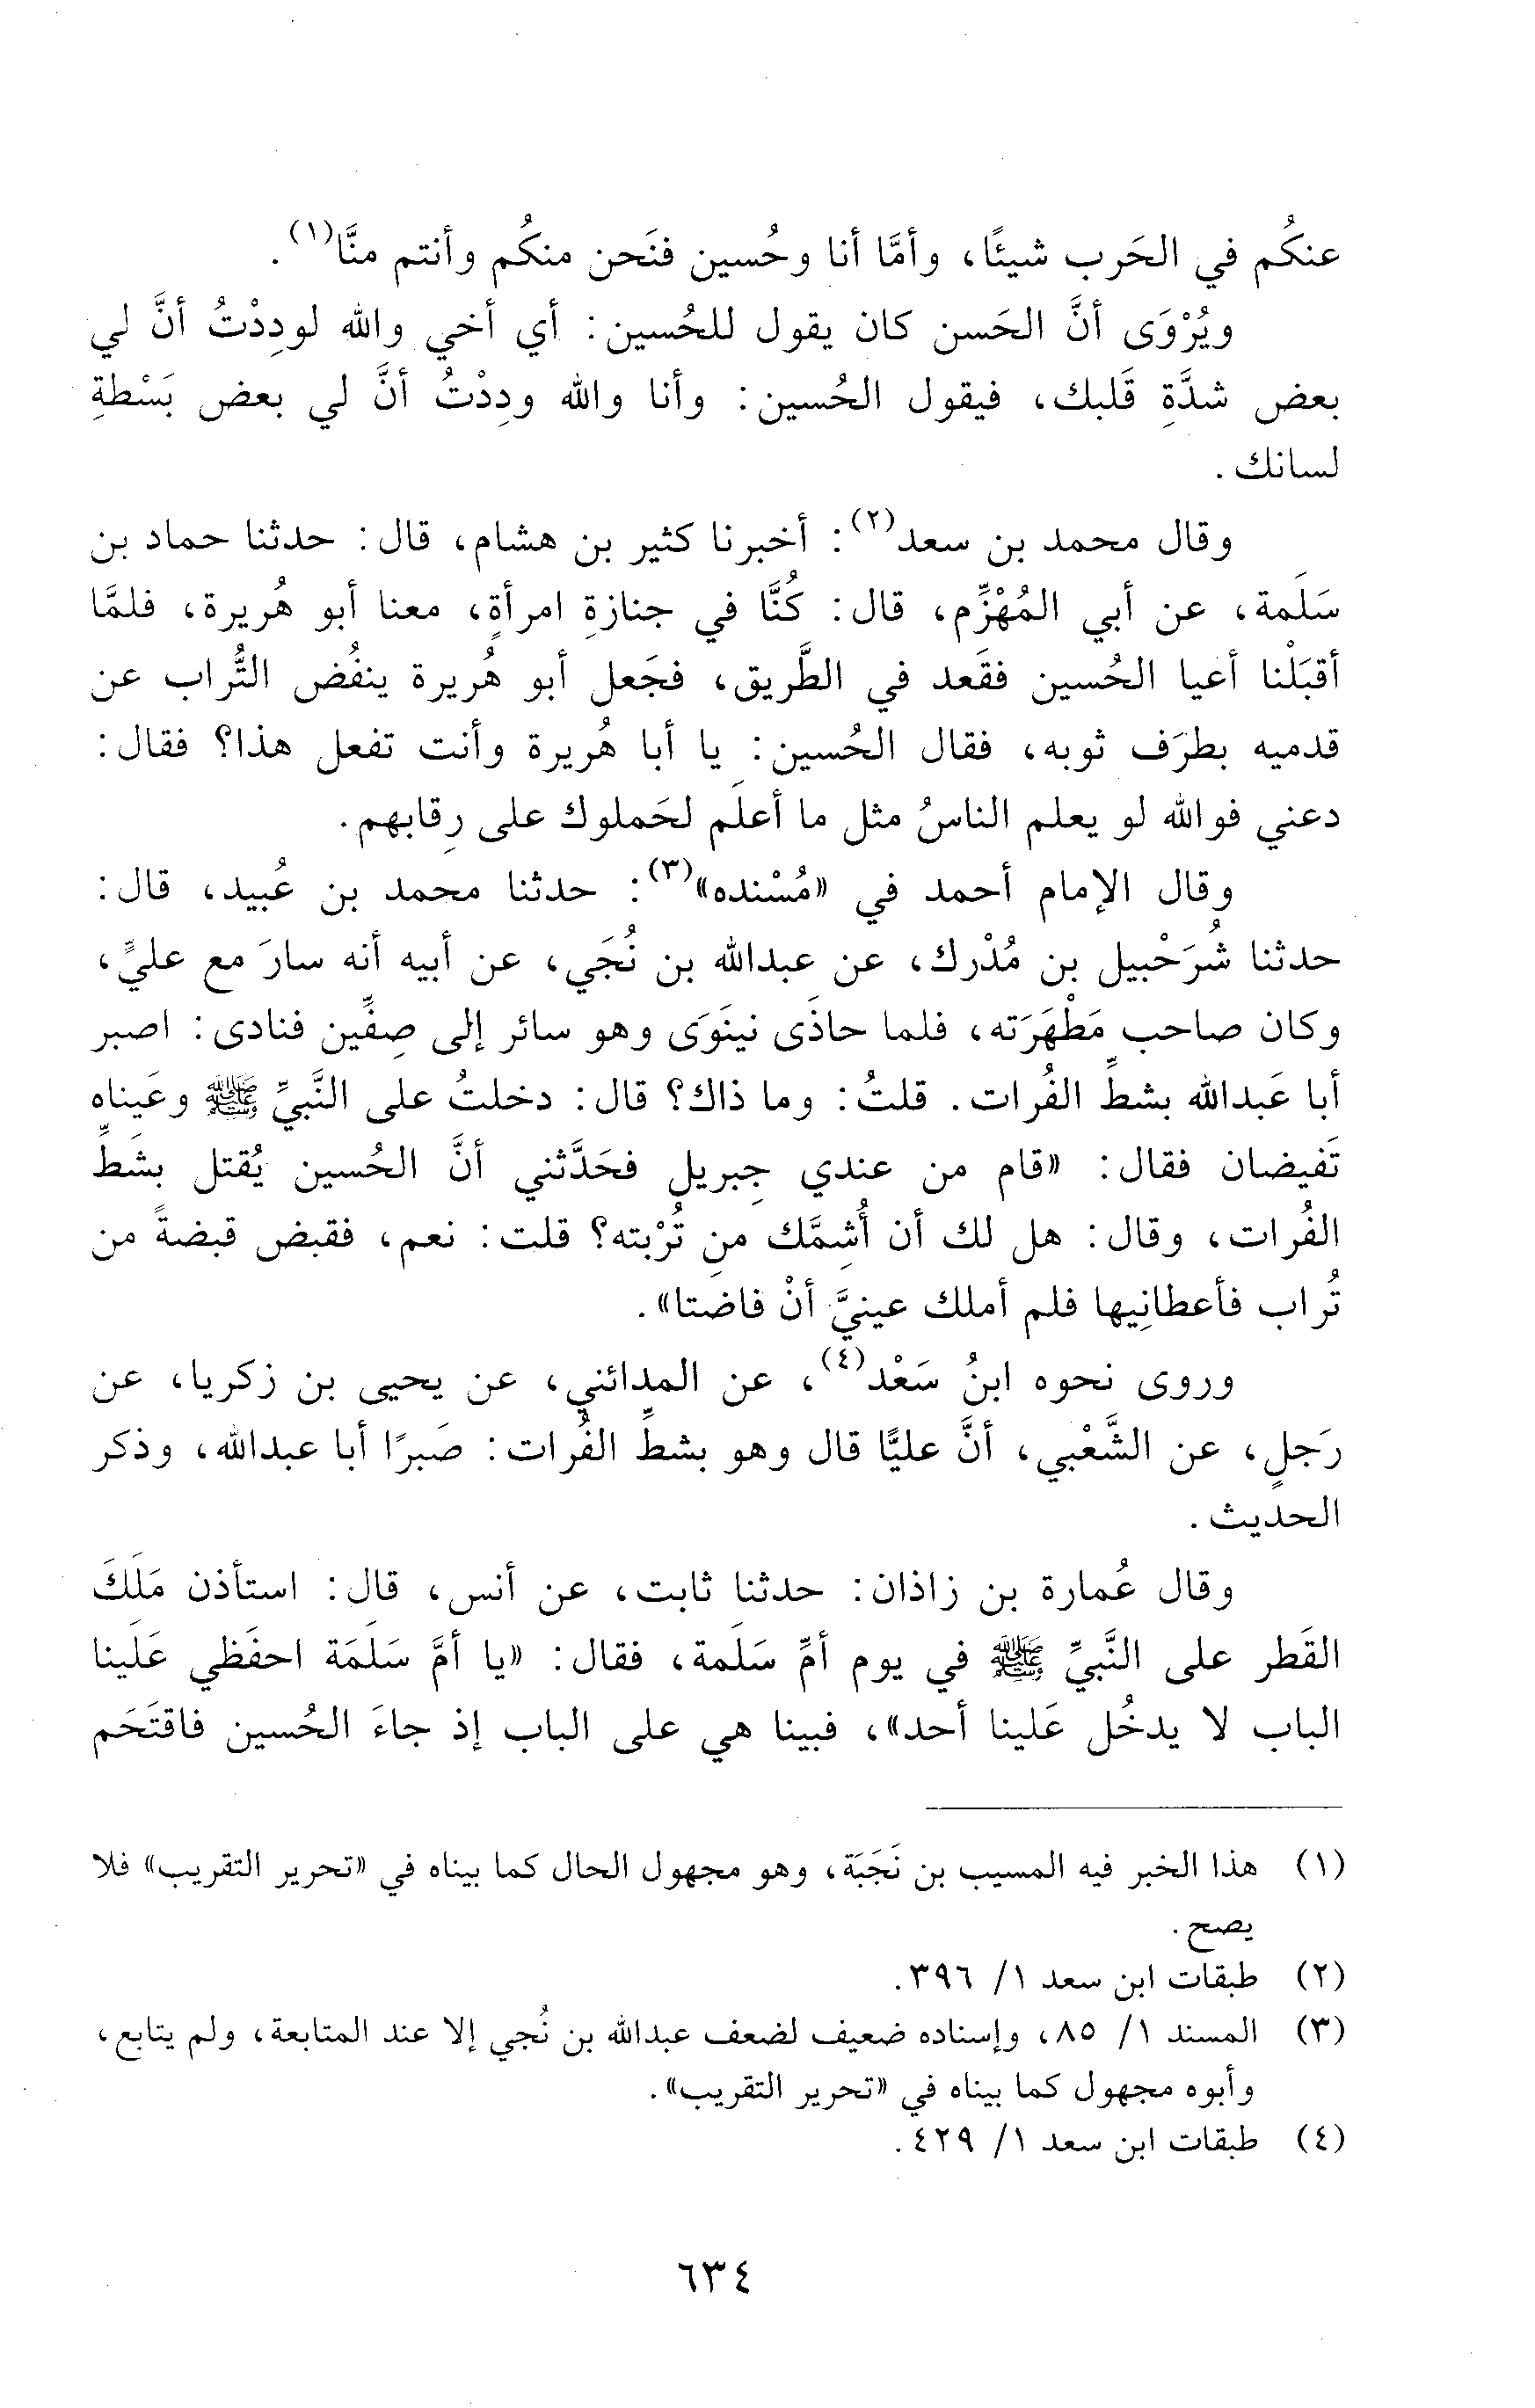 عنكُم في الحَرب شيئًا، وأمَّا أنا وحُسين فنَحن منكُم وأنتم منَّا(١).
ويُرْوَى أنَّ الحَسن كان يقول للحُسين: أي أخي والله لودِدْتُ أنَّ لي
بعض شدَّةِ قَلبك، فيقول الحُسين: وأنا والله ودِدْتُ أنَّ لي بعض بَسْطةِ
لسانك.
وقال محمد بن سعد(٢): أخبرنا كثير بن هشام، قال: حدثنا حماد بن
سَلَمة، عن أبي المُهْزِّم، قال: كُنَّا في جنازةِ امرأةٍ، معنا أبو هُريرة، فلمَّا
أقبَلْنا أعيا الحُسين فقَعد في الطَّريق، فجَعل أبو هُريرة ينفُض التُّراب عن
قدميه بطرَف ثوبه، فقال الحُسين: يا أبا هُريرة وأنت تفعل هذا؟ فقال:
دعني فوالله لو يعلم الناسُ مثل ما أعلَم لحَملوك على رِقابهم.
وقال الإمام أحمد في «مُسْنده»(٣): حدثنا محمد بن عُبيد، قال:
حدثنا شُرَحْبيل بن مُدْرك، عن عبدالله بن نُجَي، عن أبيه أنه سارَ مع عليٍّ،
وكان صاحب مَطْهَرَته، فلما حاذَى نينَوَى وهو سائر إلى صِفِّين فنادى: اصبر
أبا عَبدالله بشطِّ الفُرات. قلتُ: وما ذاك؟ قال: دخلتُ على النَّبيِّ ﷺ وعَيناه
تَفيضان فقال: «قام من عندي جِبريل فحَدَّثني أنَّ الحُسين يُقتل بشَطِّ
الفُرات، وقال: هل لك أن أُشِمَّك من تُرْبته؟ قلت: نعم، فقبض قبضةً من
تُراب فأعطانِيها فلم أملك عينيَّ أنْ فاضَتا».
وروى نحوه ابنُ سَعْد(٤)، عن المدائني، عن يحيى بن زكريا، عن
رَجلٍ، عن الشَّعْبي، أنَّ عليًّا قال وهو بشطِّ الفُرات: صَبرًا أبا عبدالله، وذكر
الحديث.
وقال عُمارة بن زاذان: حدثنا ثابت، عن أنس، قال: استأذن مَلَكَ
القَطر على النَّبيِّ ﷺ في يوم أمِّ سَلَمة، فقال: «يا أمَّ سَلَمَة احفَظي عَلَينا
الباب لا يدخُل عَلينا أحد»، فبينا هي على الباب إذ جاءَ الحُسين فاقتَحَم
(١) هذا الخبر فيه المسيب بن نَجَبَة، وهو مجهول الحال كما بيناه في «تحرير التقريب» فلا
يصح.
(٢) طبقات ابن سعد ١/ ٣٩٦.
(٣) المسند ١/ ٨٥، وإسناده ضعيف لضعف عبدالله بن نُجي إلا عند المتابعة، ولم يتابع،
وأبوه مجهول كما بيناه في «تحرير التقريب».
(٤) طبقات ابن سعد ١/ ٤٢٩.
٦٣٤